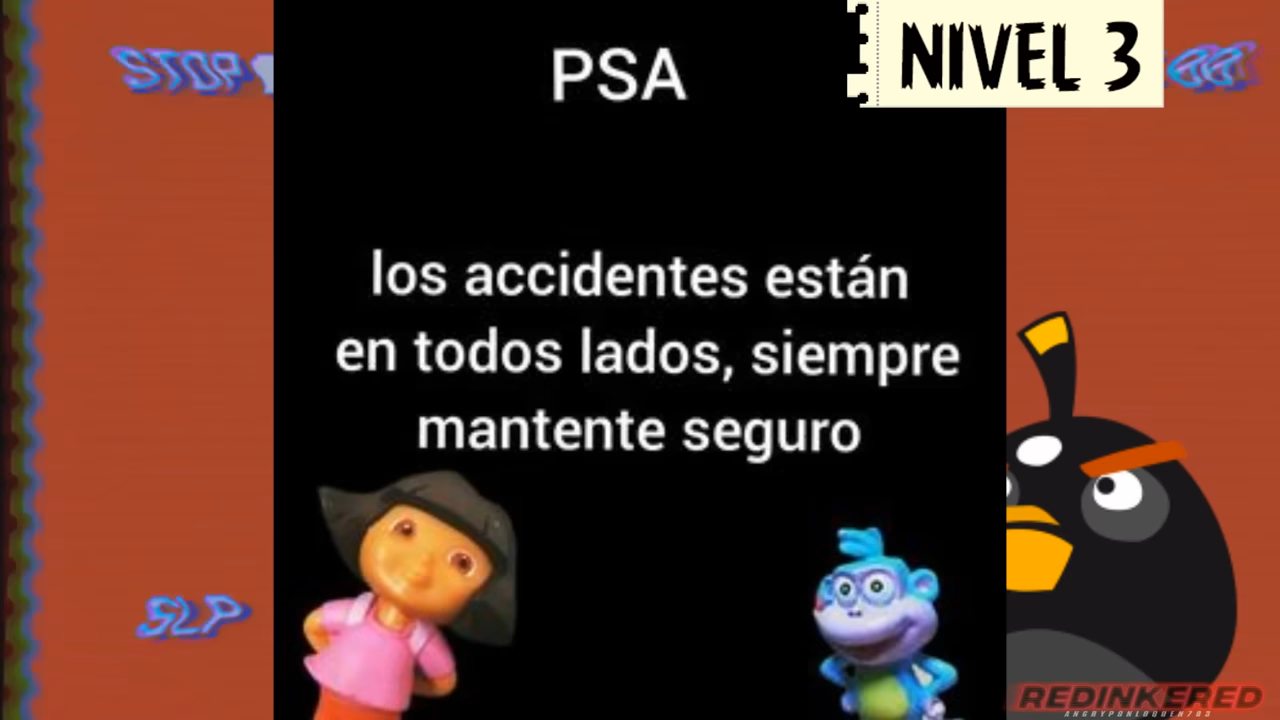 STOP
PSA
NIVEL 3
los accidentes están
en todos lados, siempre
mantente seguro
SLP
REDINKERED